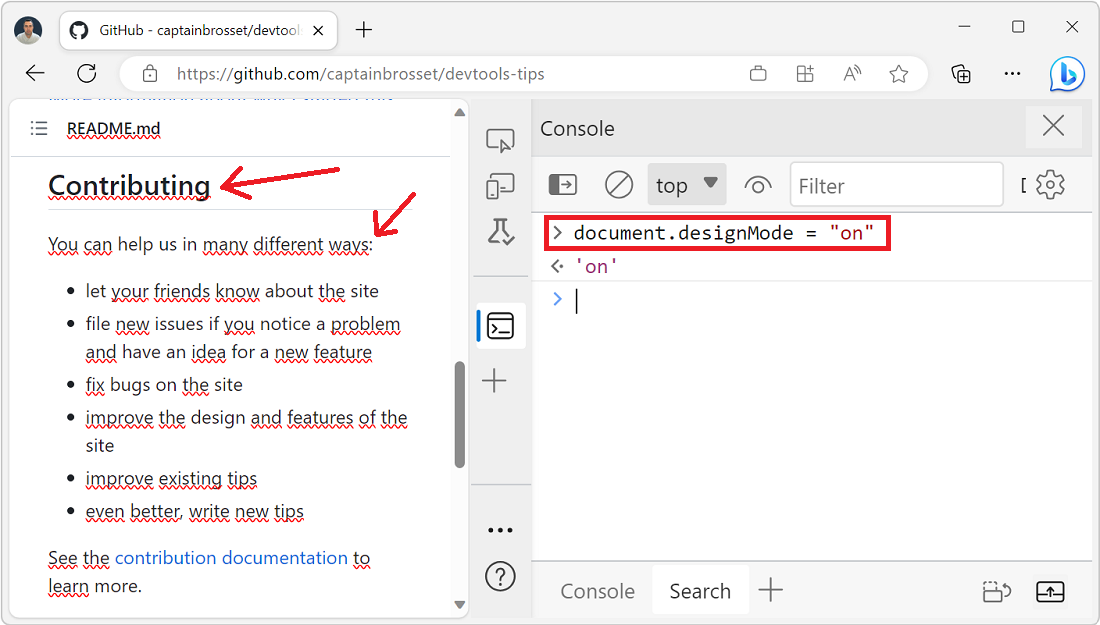 GitHub - captainbrosset/devtool
https://github.com/captainbrosset/devtools-tips
README.md
Contributing
You can help us in many different ways:
let your friends know about the site
file new issues if you notice a problem
and have an idea for a new feature
fix bugs on the site
improve the design and features of the
site
improve existing tips
even better, write new tips
See the contribution documentation to
learn more.
Console
top
Filter
> document.designMode = "on"
'on'
>
Console
Search